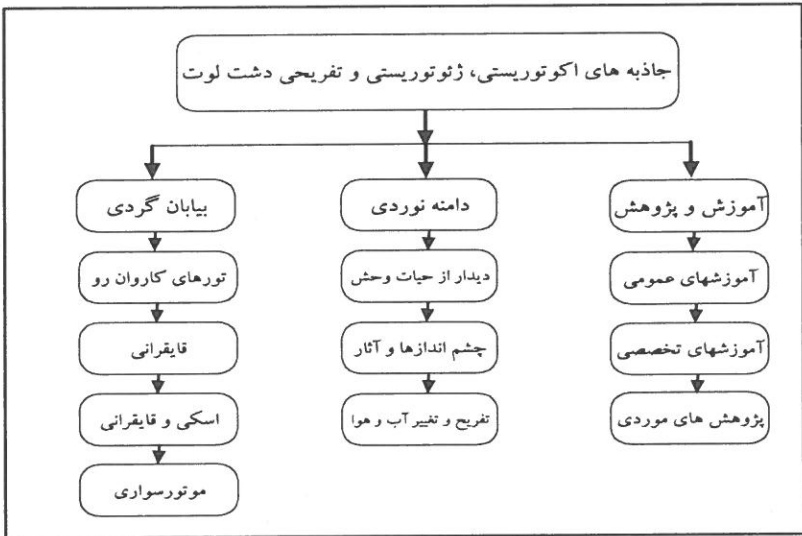 جاذبه های اکوتوریستی، ژئوتوریستی و تفریحی دشت لوت
آموزش و پژوهش
آموزشهای عمومی
آموزشهای تخصصی
پژوهش های موردی
دامنه نوردی
دیدار از حیات وحش
چشم اندازها و آثار
تفریح و تغییر آب و هوا
بیابان گردی
تورهای کاروان رو
قایقرانی
اسکی و قایقرانی
موتورسواری